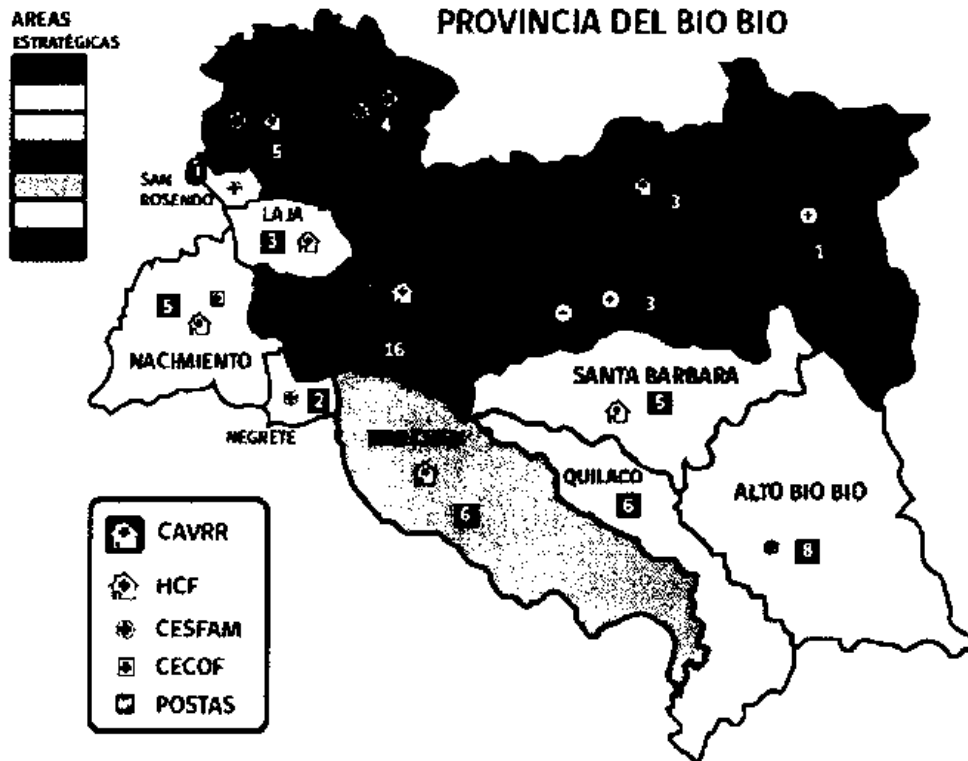 AREAS
ESTRATÉGICAS
PROVINCIA DEL BIO BIO
4
5
1
SAN
ROSENDO
3
LAJA
3
1
5
3
16
NACIMIENTO
SANTA BARBARA
2
5
NEGRETE
QUILACO
ALTO BIO BIO
6
6
8
CAVRR
HCF
CESFAM
CECOF
POSTAS